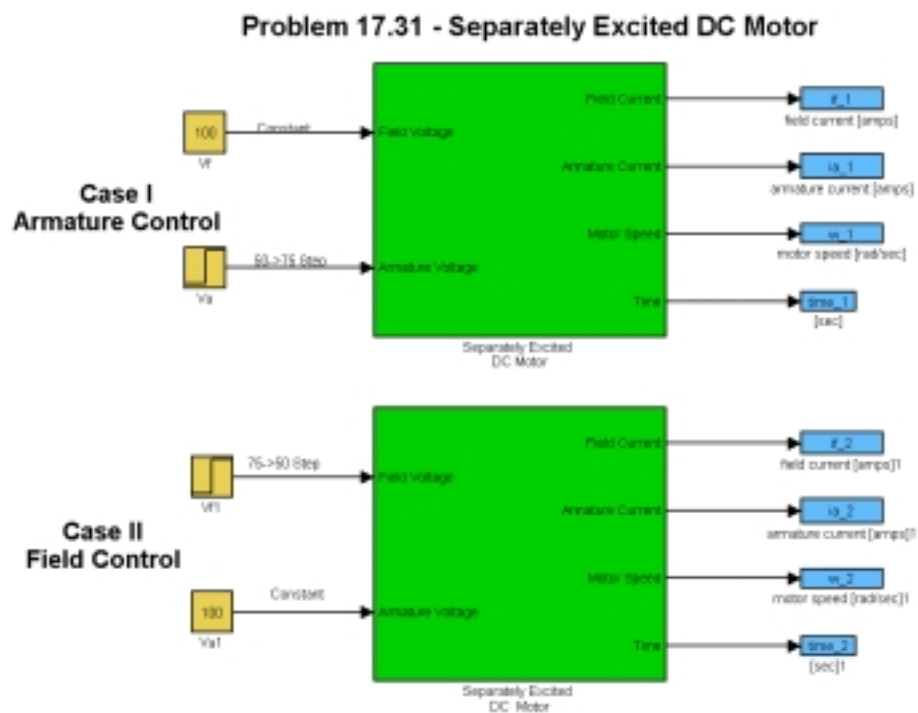 Problem 17.31 - Separately Excited DC Motor
Field Current
if_1
field current [amps]
100
Constant
Field Voltage
Vf
Armature Current
ia_1
armature current [amps]
Case I
Armature Control
Motor Speed
w_1
motor speed [rad/sec]
50->75 Step
Armature Voltage
Va
Time
time_1
[sec]
Separately Excited
DC Motor
Field Current
if_2
field current [amps]1
75->50 Step
Field Voltage
Vf1
Armature Current
ia_2
armature current [amps]1
Case II
Field Control
Motor Speed
w_2
motor speed [rad/sec]1
100
Constant
Armature Voltage
Va1
Time
time_2
[sec]1
Separately Excited
DC Motor